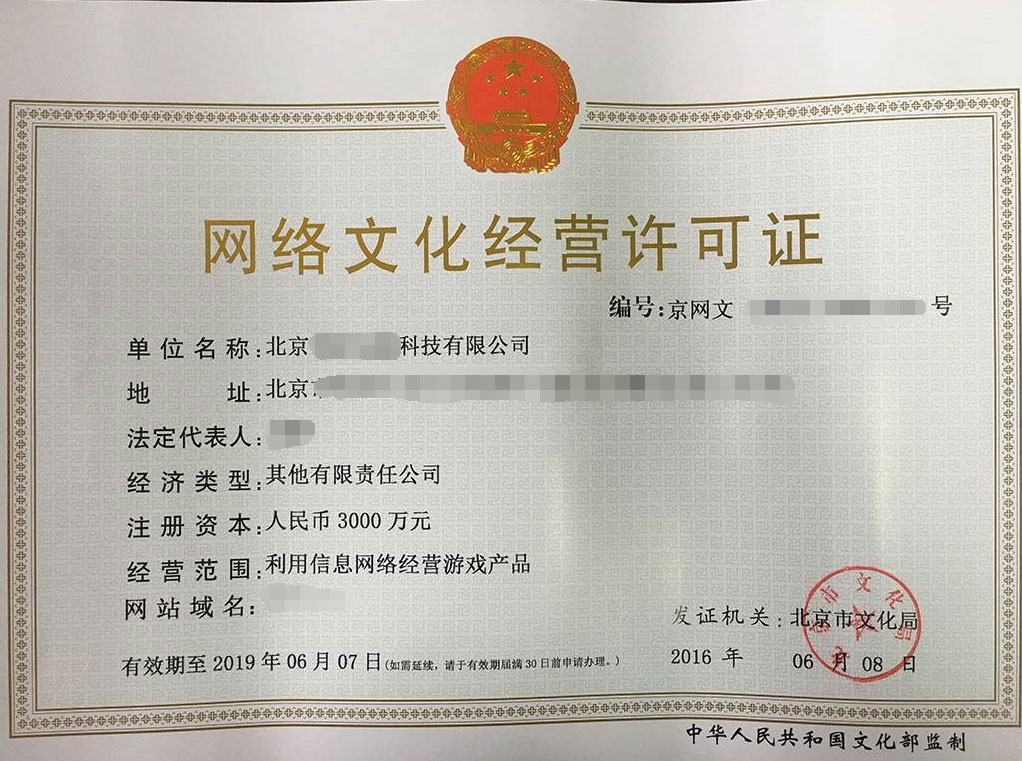 网络文化经营许可证
编号:京网文 号
单位名称:北京 科技有限公司
地址:北京
法定代表人:
经济类型:其他有限责任公司
注册资本:人民币3000万元
经营范围:利用信息网络经营游戏产品
网站域名:
发证机关:北京市文化局
北京市文化局
有效期至2019年06月07日(如需延续,请于有效期届满30日前申请办理。)
2016年 06月08日
中华人民共和国文化部监制